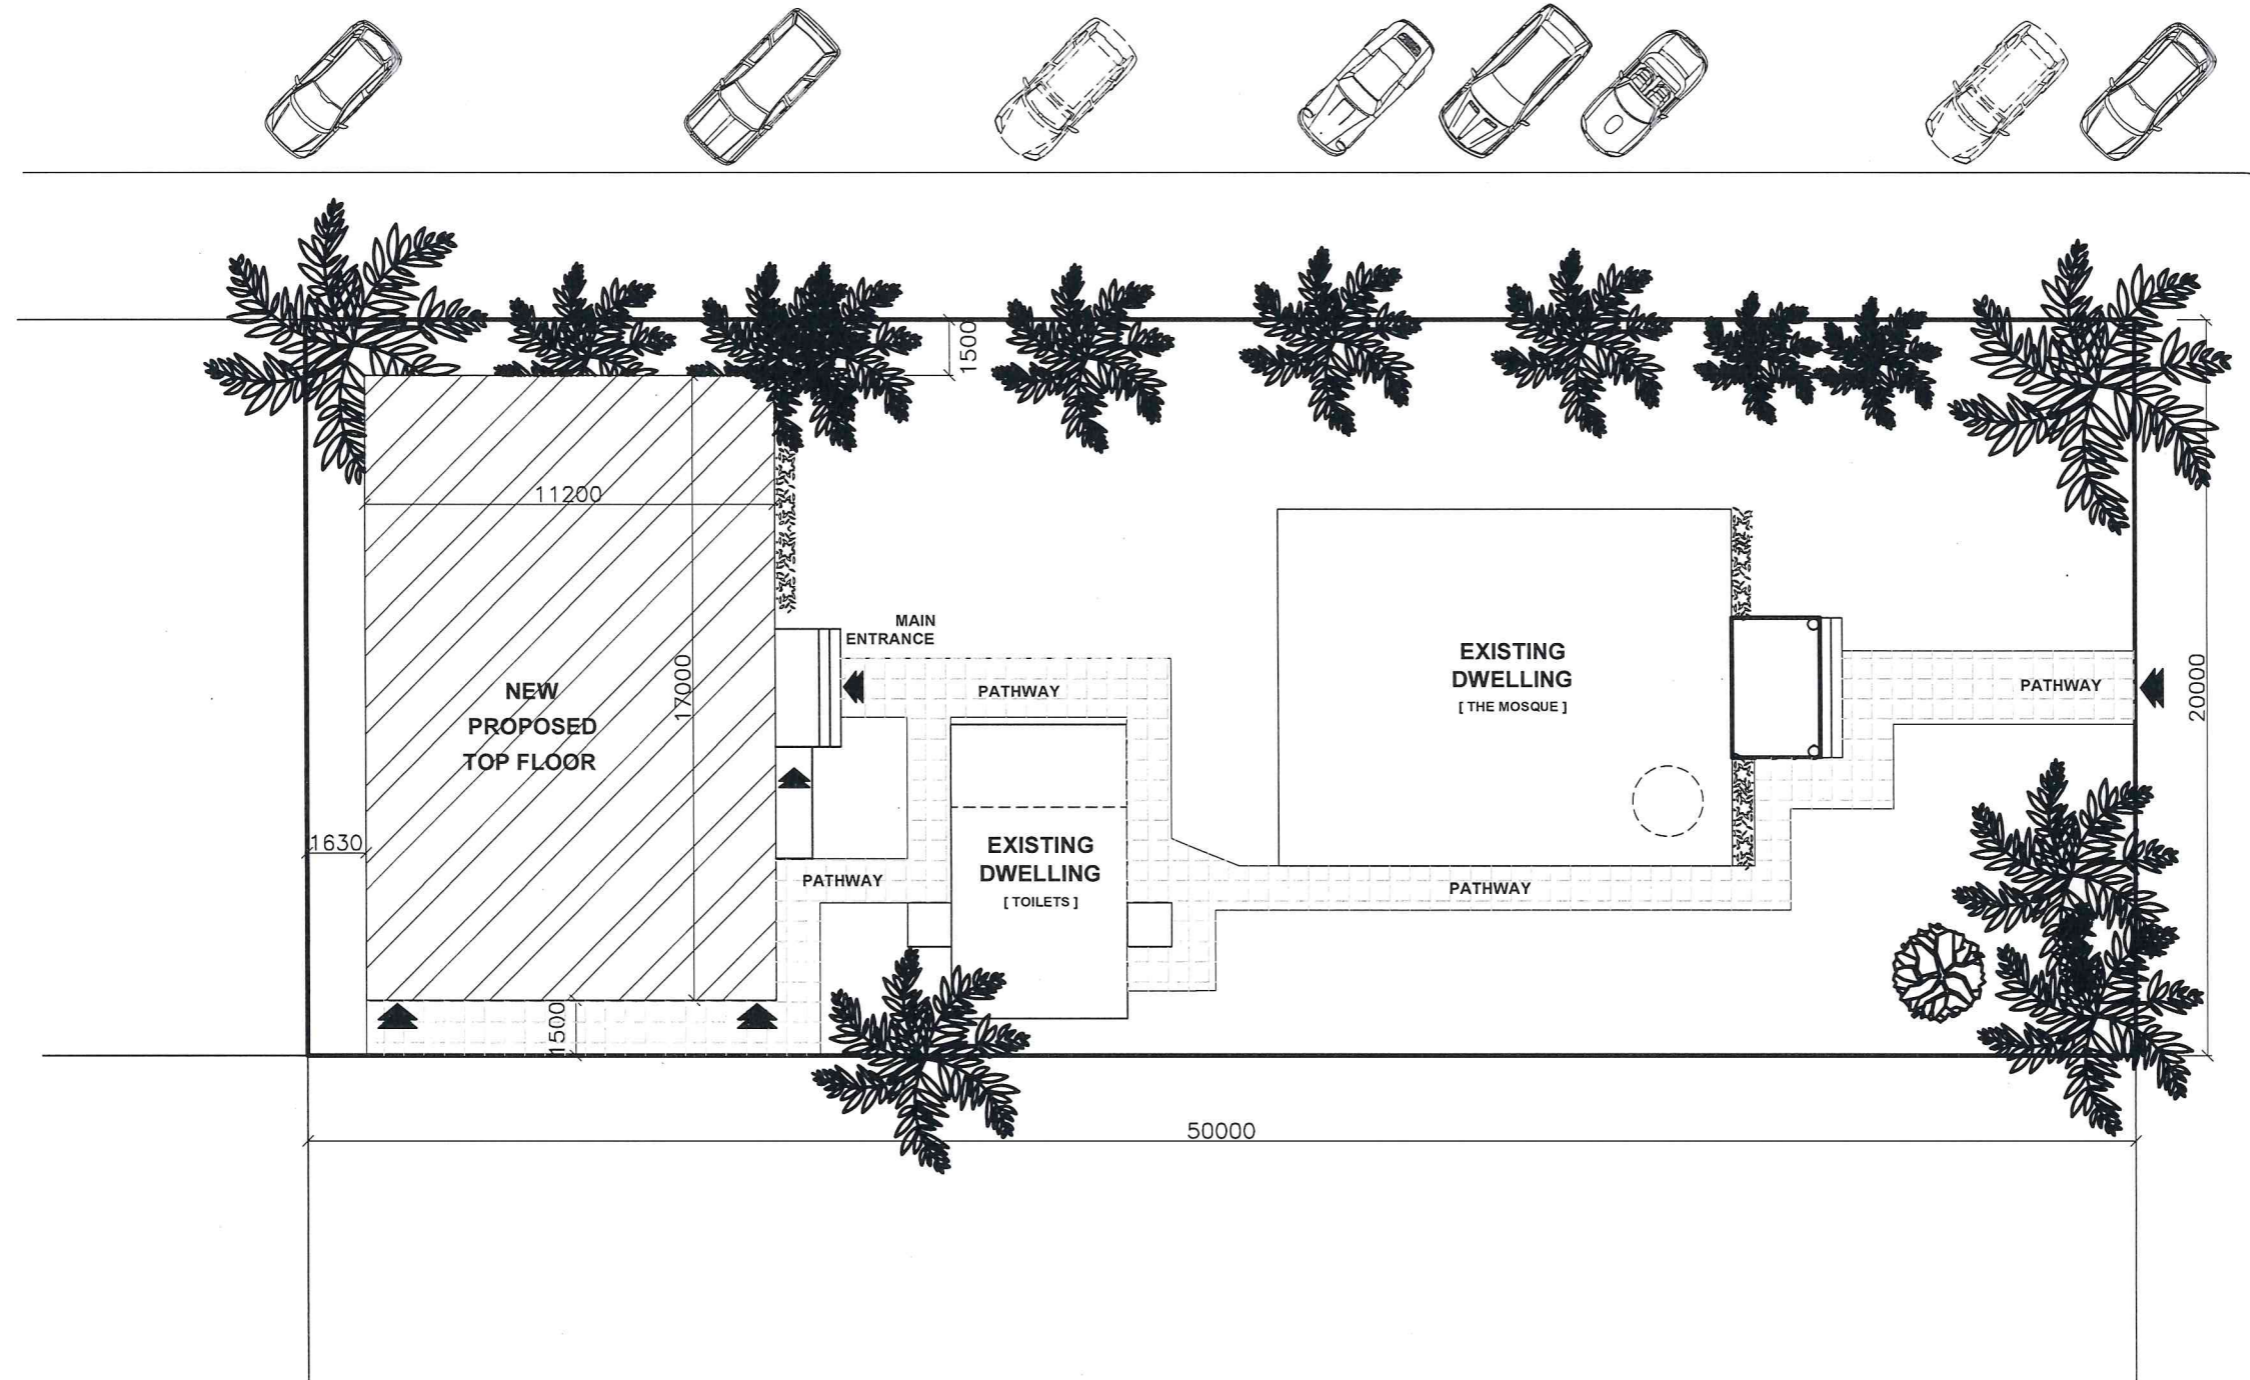 1500
11200
MAIN
ENTRANCE
NEW
PROPOSED
TOP FLOOR
17000
PATHWAY
EXISTING
DWELLING
[ THE MOSQUE ]
PATHWAY
20000
1630
PATHWAY
EXISTING
DWELLING
[ TOILETS ]
PATHWAY
1500
50000